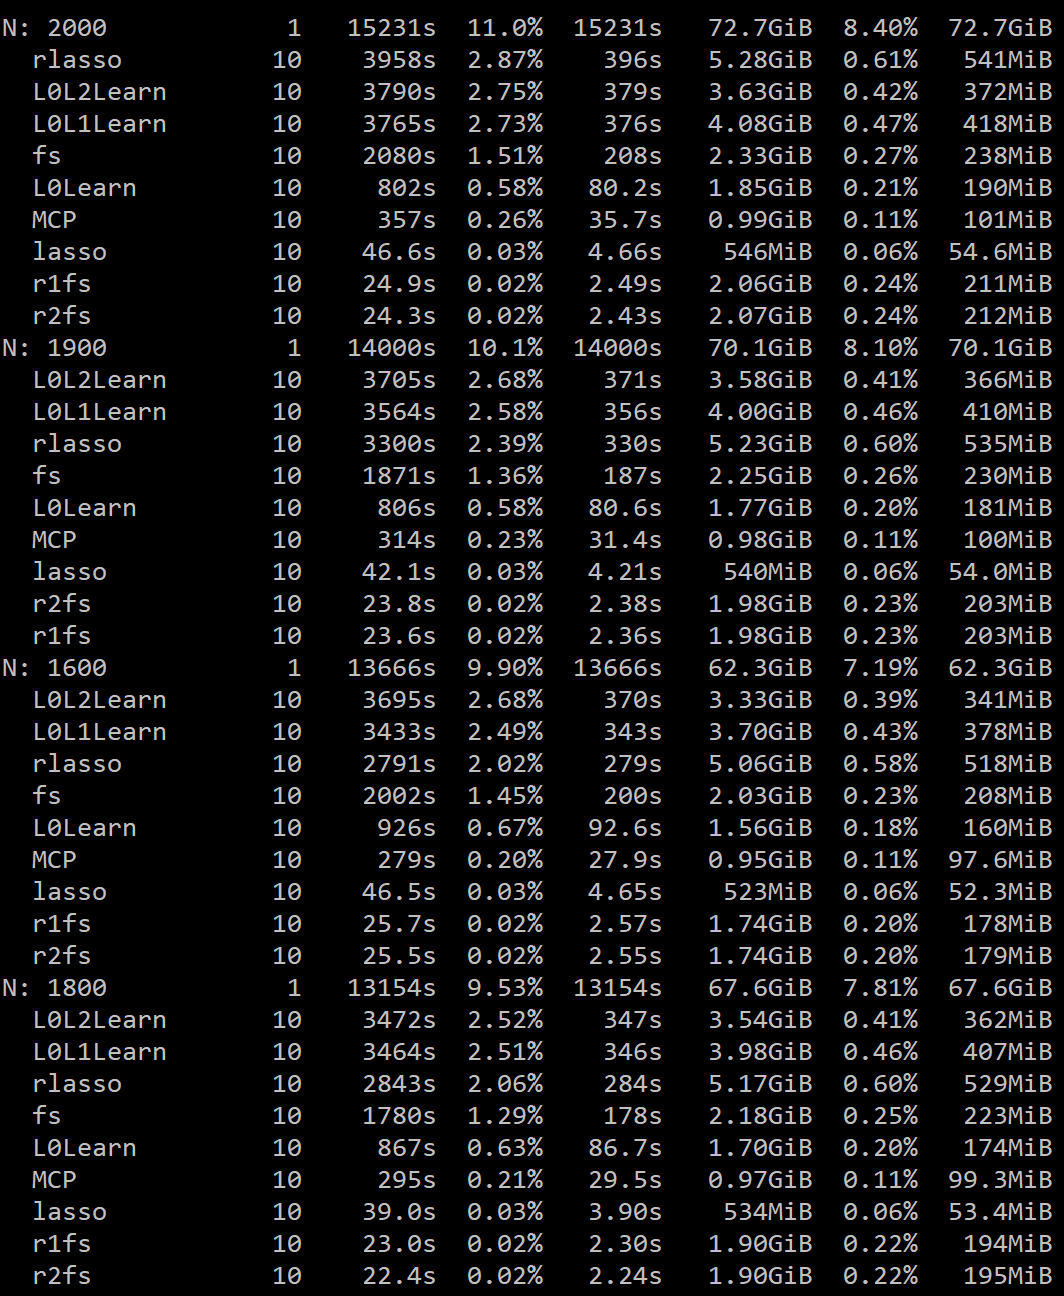 N: 2000 1 15231s 11.0% 15231s 72.7GiB 8.40% 72.7GiB
rlasso 10 3958s 2.87% 396s 5.28GiB 0.61% 541MiB
L0L2Learn 10 3790s 2.75% 379s 3.63GiB 0.42% 372MiB
L0L1Learn 10 3765s 2.73% 376s 4.08GiB 0.47% 418MiB
fs 10 2080s 1.51% 208s 2.33GiB 0.27% 238MiB
L0Learn 10 802s 0.58% 80.2s 1.85GiB 0.21% 190MiB
MCP 10 357s 0.26% 35.7s 0.99GiB 0.11% 101MiB
lasso 10 46.6s 0.03% 4.66s 546MiB 0.06% 54.6MiB
r1fs 10 24.9s 0.02% 2.49s 2.06GiB 0.24% 211MiB
r2fs 10 24.3s 0.02% 2.43s 2.07GiB 0.24% 212MiB
N: 1900 1 14000s 10.1% 14000s 70.1GiB 8.10% 70.1GiB
L0L2Learn 10 3705s 2.68% 371s 3.58GiB 0.41% 366MiB
L0L1Learn 10 3564s 2.58% 356s 4.00GiB 0.46% 410MiB
rlasso 10 3300s 2.39% 330s 5.23GiB 0.60% 535MiB
fs 10 1871s 1.36% 187s 2.25GiB 0.26% 230MiB
L0Learn 10 806s 0.58% 80.6s 1.77GiB 0.20% 181MiB
MCP 10 314s 0.23% 31.4s 0.98GiB 0.11% 100MiB
lasso 10 42.1s 0.03% 4.21s 540MiB 0.06% 54.0MiB
r2fs 10 23.8s 0.02% 2.38s 1.98GiB 0.23% 203MiB
r1fs 10 23.6s 0.02% 2.36s 1.98GiB 0.23% 203MiB
N: 1600 1 13666s 9.90% 13666s 62.3GiB 7.19% 62.3GiB
L0L2Learn 10 3695s 2.68% 370s 3.33GiB 0.39% 341MiB
L0L1Learn 10 3433s 2.49% 343s 3.70GiB 0.43% 378MiB
rlasso 10 2791s 2.02% 279s 5.06GiB 0.58% 518MiB
fs 10 2002s 1.45% 200s 2.03GiB 0.23% 208MiB
L0Learn 10 926s 0.67% 92.6s 1.56GiB 0.18% 160MiB
MCP 10 279s 0.20% 27.9s 0.95GiB 0.11% 97.6MiB
lasso 10 46.5s 0.03% 4.65s 523MiB 0.06% 52.3MiB
r1fs 10 25.7s 0.02% 2.57s 1.74GiB 0.20% 178MiB
r2fs 10 25.5s 0.02% 2.55s 1.74GiB 0.20% 179MiB
N: 1800 1 13154s 9.53% 13154s 67.6GiB 7.81% 67.6GiB
L0L2Learn 10 3472s 2.52% 347s 3.54GiB 0.41% 362MiB
L0L1Learn 10 3464s 2.51% 346s 3.98GiB 0.46% 407MiB
rlasso 10 2843s 2.06% 284s 5.17GiB 0.60% 529MiB
fs 10 1780s 1.29% 178s 2.18GiB 0.25% 223MiB
L0Learn 10 867s 0.63% 86.7s 1.70GiB 0.20% 174MiB
MCP 10 295s 0.21% 29.5s 0.97GiB 0.11% 99.3MiB
lasso 10 39.0s 0.03% 3.90s 534MiB 0.06% 53.4MiB
r1fs 10 23.0s 0.02% 2.30s 1.90GiB 0.22% 194MiB
r2fs 10 22.4s 0.02% 2.24s 1.90GiB 0.22% 195MiB